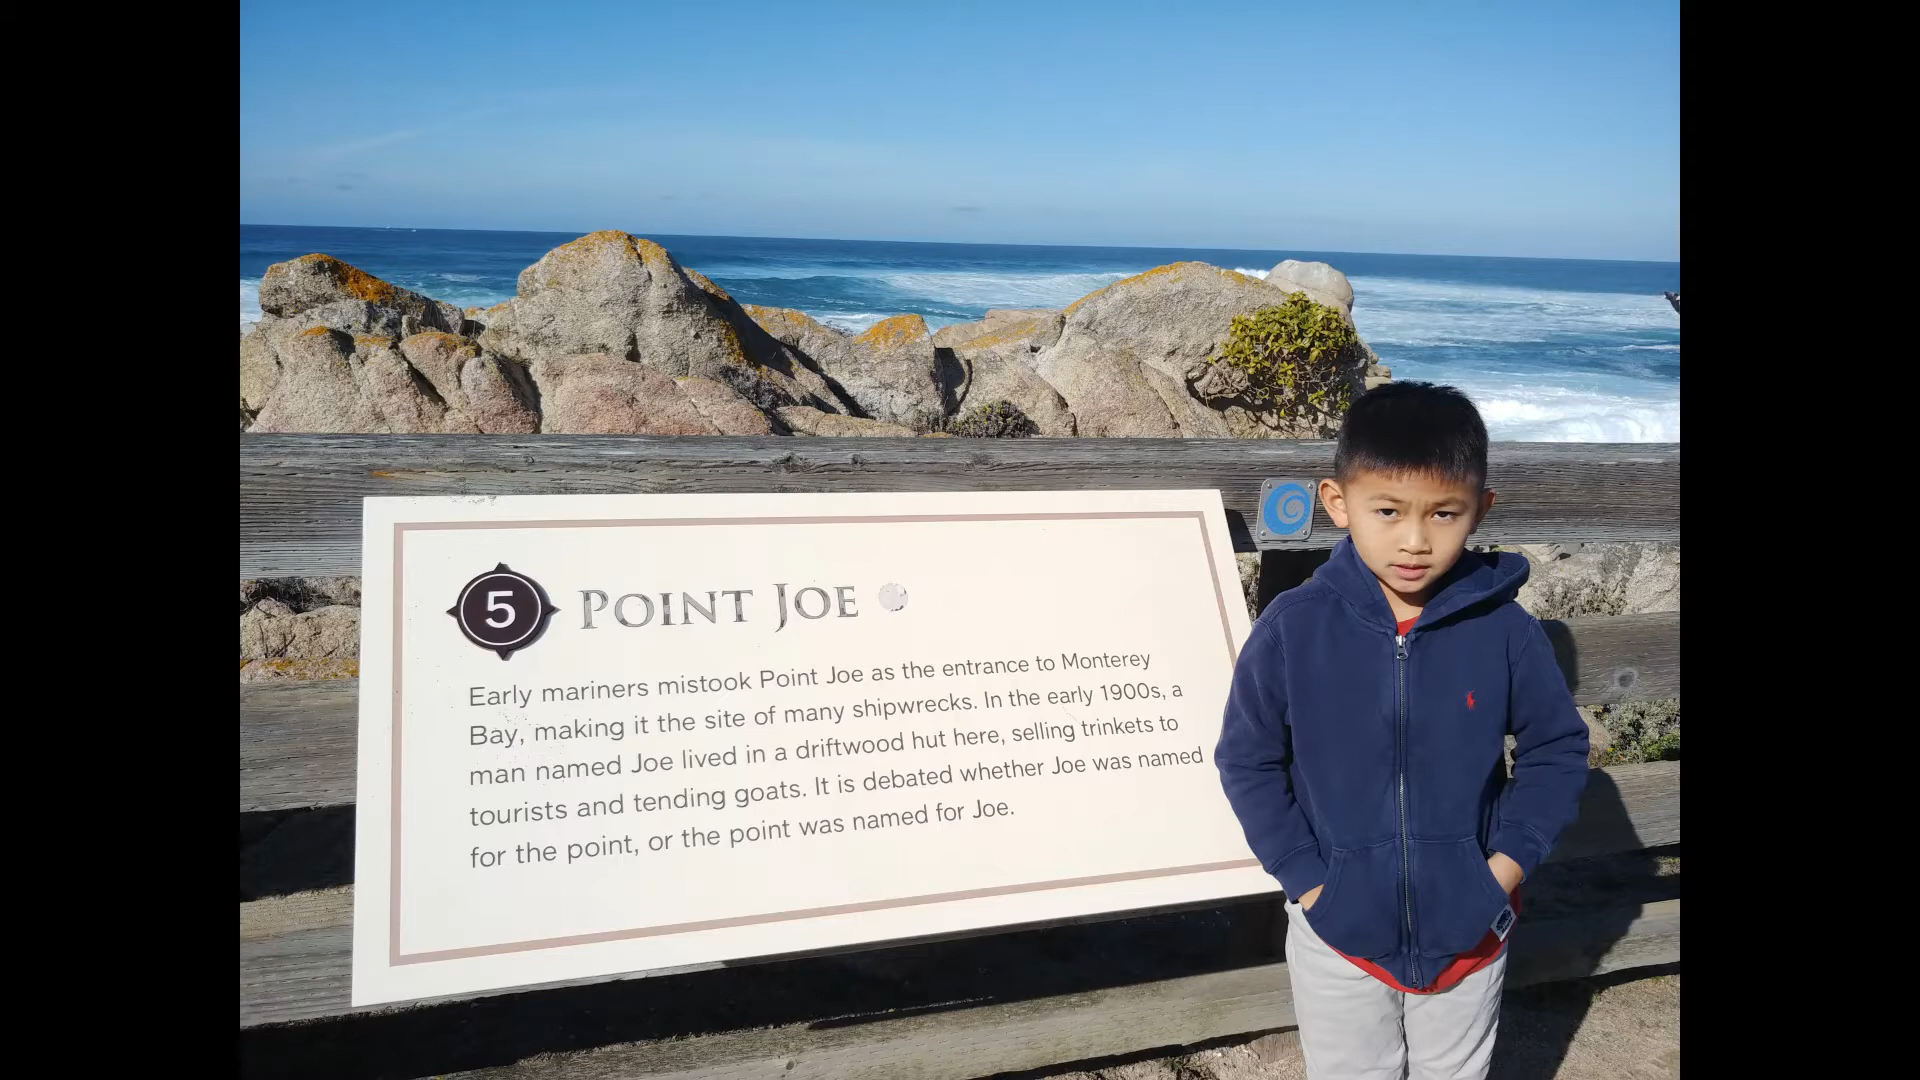 5 POINT JOE
Early mariners mistook Point Joe as the entrance to Monterey
Bay, making it the site of many shipwrecks. In the early 1900s, a
man named Joe lived in a driftwood hut here, selling trinkets to
tourists and tending goats. It is debated whether Joe was named
for the point, or the point was named for Joe.